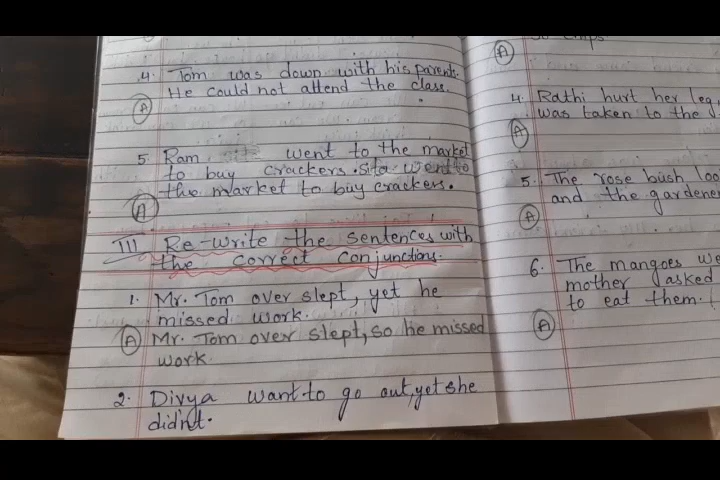 4. Tom was down with his parents.
He could not attend the class.
A
5. Ram went to the market
to buy crackers. Sita went to
the market to buy crackers.
A
III Re-write the sentences with
the correct conjunctions.
1. Mr. Tom over slept, yet he
missed work.
A Mr. Tom over slept, so he missed
work.
2. Divya want to go out, yet she
didn't.
A
4. Rathi hurt her leg
was taken to the
A
5. The rose bush loo
and the gardene
A
6. The mangoes we
mother asked
to eat them.
A